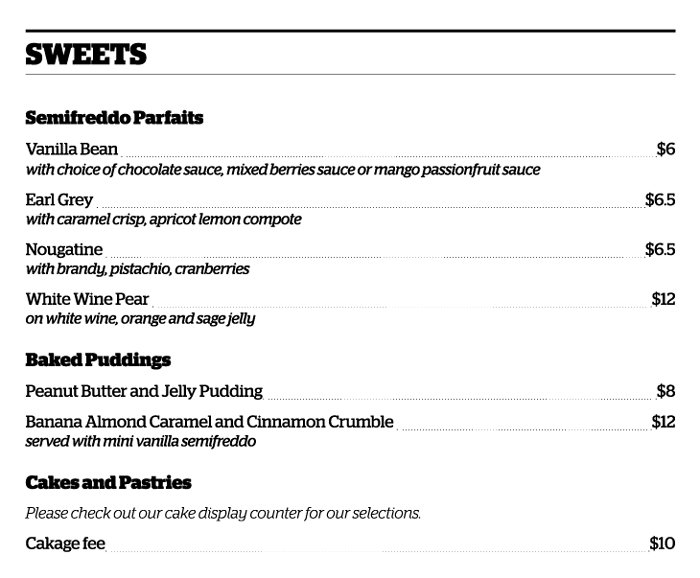 SWEETS
Semifreddo Parfaits
Vanilla Bean $6
with choice of chocolate sauce, mixed berries sauce or mango passionfruit sauce
Earl Grey $6.5
with caramel crisp, apricot lemon compote
Nougatine $6.5
with brandy, pistachio, cranberries
White Wine Pear $12
on white wine, orange and sage jelly
Baked Puddings
Peanut Butter and Jelly Pudding $8
Banana Almond Caramel and Cinnamon Crumble $12
served with mini vanilla semifreddo
Cakes and Pastries
Please check out our cake display counter for our selections.
Cakage fee $10